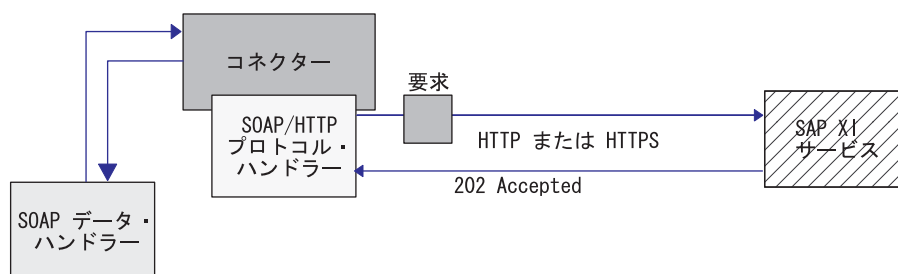 コネクター
要求
SOAP/HTTP
プロトコル・
ハンドラー
HTTP または HTTPS
SAP XI
サービス
202 Accepted
SOAP データ・
ハンドラー